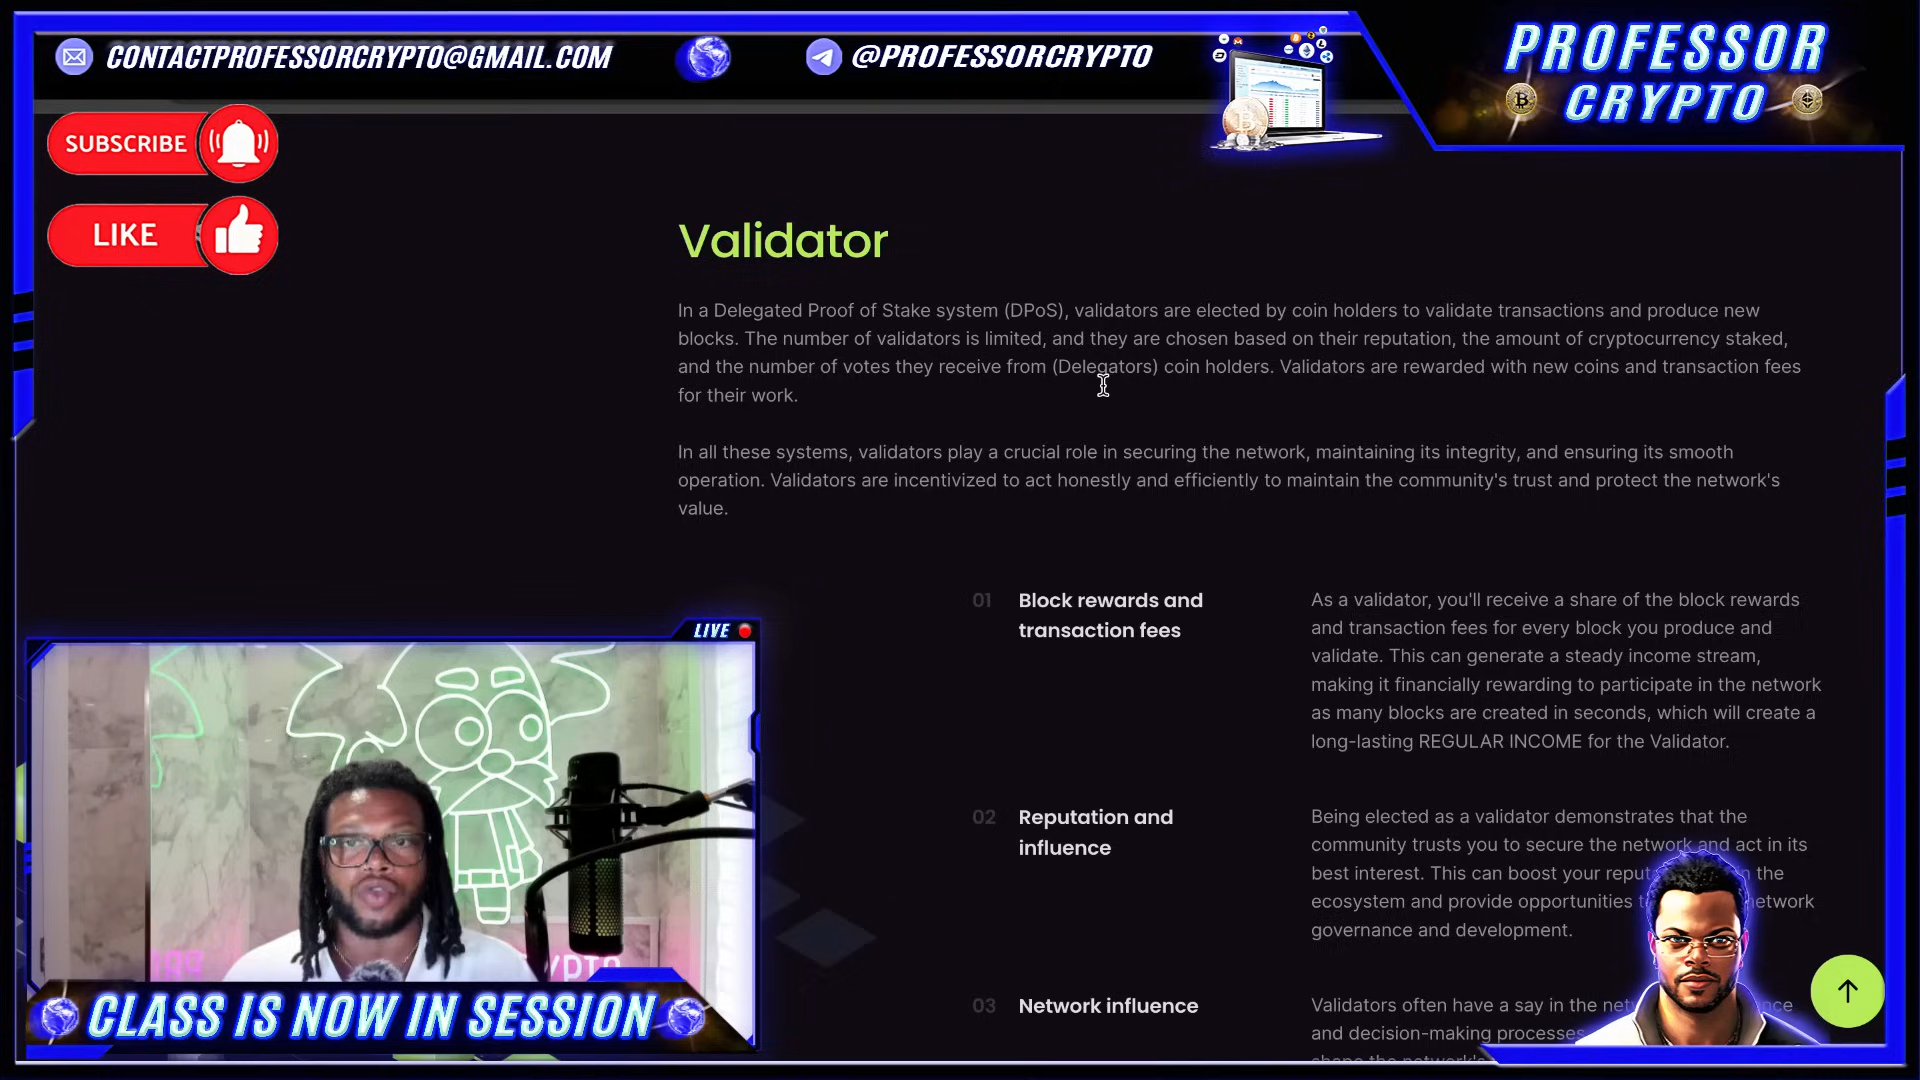 CONTACTPROFESSORCRYPTO@GMAIL.COM
@PROFESSORCRYPTO
PROFESSOR
CRYPTO
SUBSCRIBE
LIKE
Validator
In a Delegated Proof of Stake system (DPoS), validators are elected by coin holders to validate transactions and produce new
blocks. The number of validators is limited, and they are chosen based on their reputation, the amount of cryptocurrency staked,
and the number of votes they receive from (Delegators) coin holders. Validators are rewarded with new coins and transaction fees
for their work.
In all these systems, validators play a crucial role in securing the network, maintaining its integrity, and ensuring its smooth
operation. Validators are incentivized to act honestly and efficiently to maintain the community's trust and protect the network's
value.
01
Block rewards and
transaction fees
As a validator, you'll receive a share of the block rewards
and transaction fees for every block you produce and
validate. This can generate a steady income stream,
making it financially rewarding to participate in the network
as many blocks are created in seconds, which will create a
long-lasting REGULAR INCOME for the Validator.
02
Reputation and
influence
Being elected as a validator demonstrates that the
community trusts you to secure the network and act in its
best interest. This can boost your the
ecosystem and provide opportunities
governance and development.
03
Network influence
Validators often have a say in the
and decision-making processes
LIVE
CLASS IS NOW IN SESSION